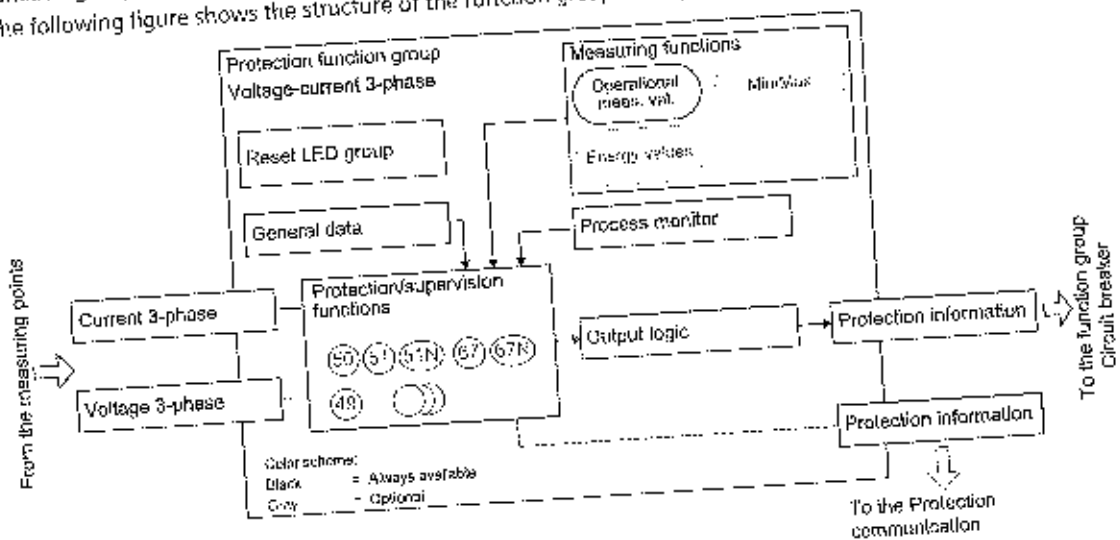 the following figure shows the structure of the function group
Protection function group
Voltage-current 3-phase
Measuring functions
Operational
meas. val.
Min/Max
Energy values
Reset LED group
General data
Process monitor
Protection/supervision
functions
50 51 51N 67 67N
49
Current 3-phase
Voltage 3-phase
Output logic
Protection information
Protection information
From the measuring points
To the function group
Circuit breaker
To the Protection
communication
Color scheme:
Black = Always available
Gray = Optional